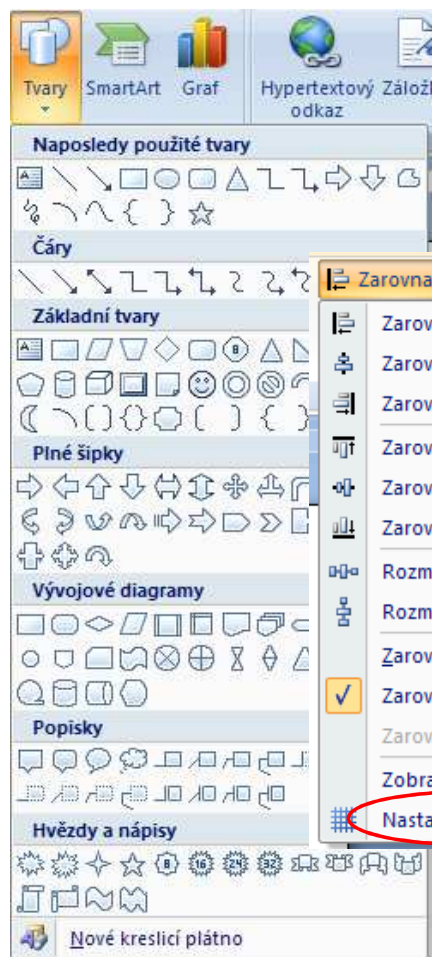 Tvary SmartArt Graf Hypertextový Zálož
odkaz
Naposledy použité tvary
Čáry
Základní tvary
Plné šipky
Vývojové diagramy
Popisky
Hvězdy a nápisy
Nové kreslicí plátno
Zarovna
Zarov
Zarov
Zarov
Zarov
Zarov
Zarov
Rozm
Rozm
Zarov
Zarov
Zarov
Zobra
Nasta